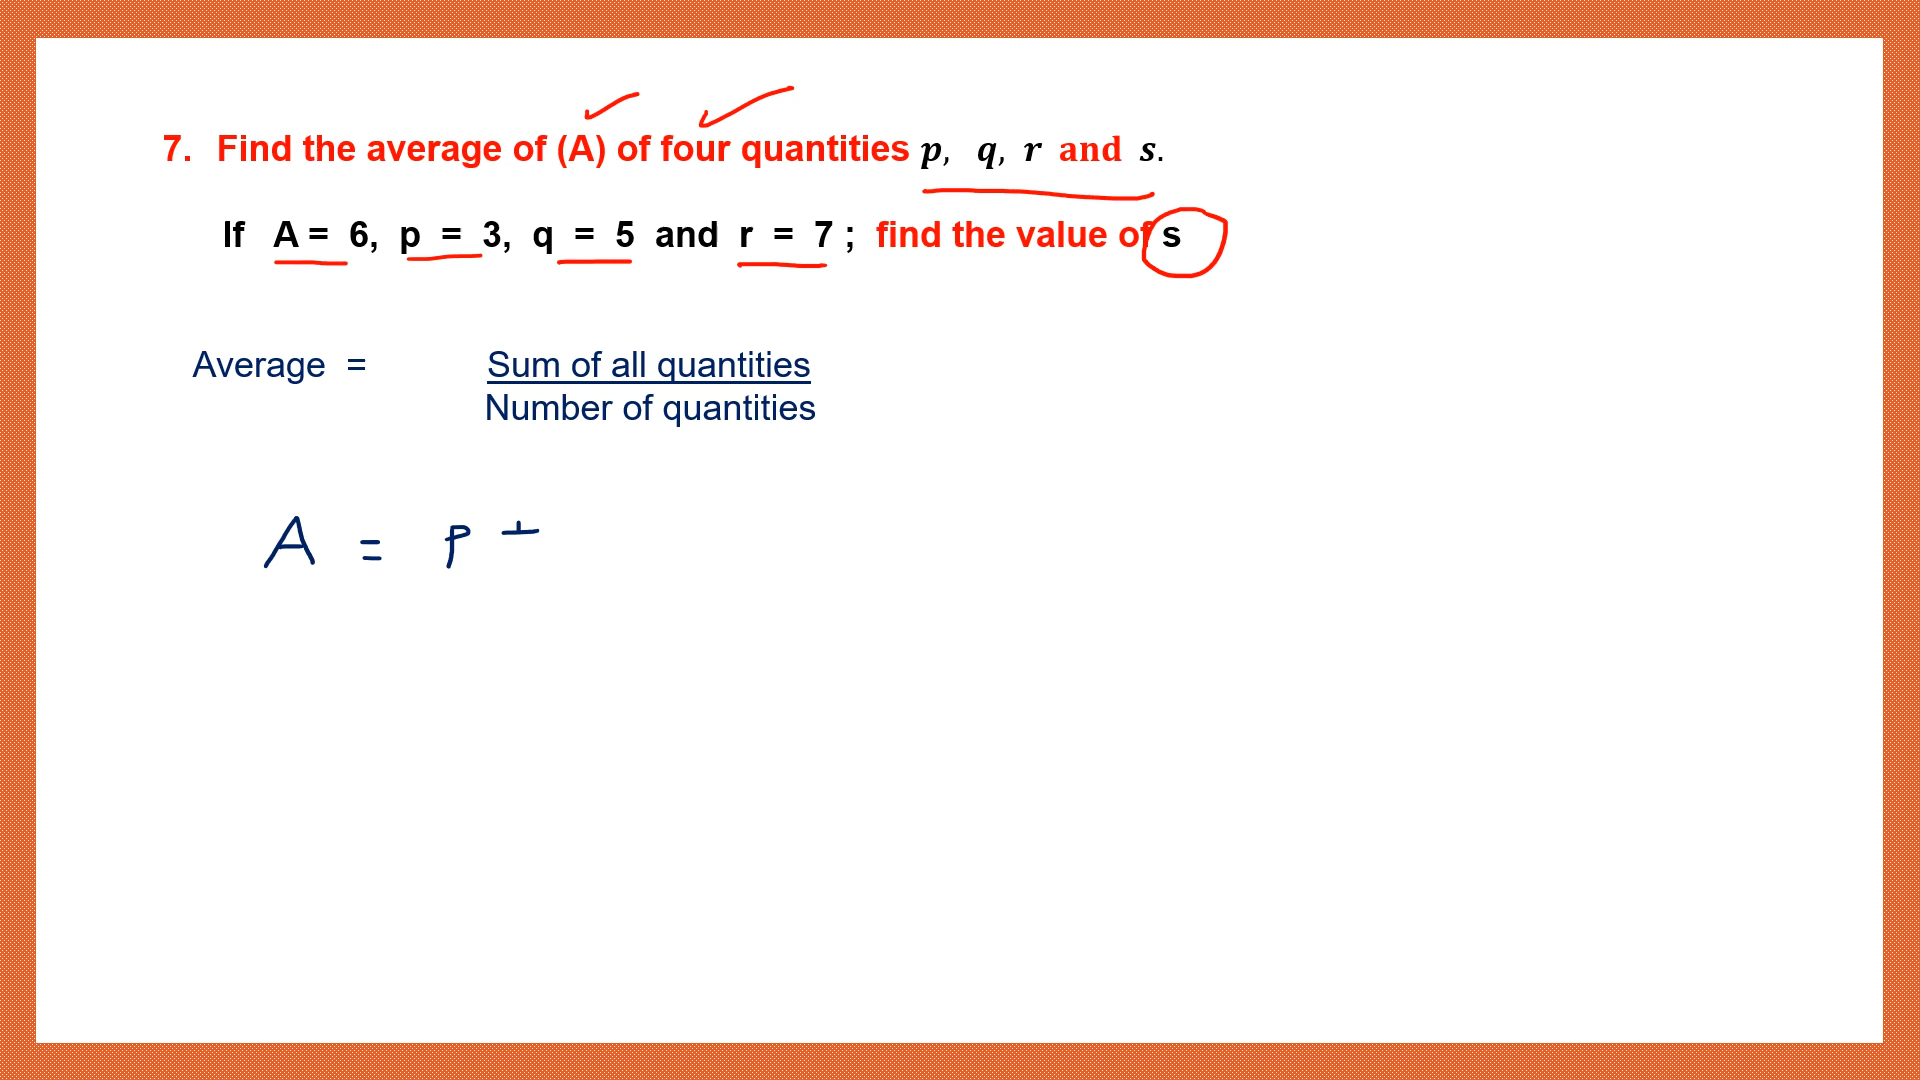 7. Find the average of (A) of four quantities p, q, r and s.
If A = 6, p = 3, q = 5 and r = 7 ; find the value of s
Average = Sum of all quantities
Number of quantities
A = p +